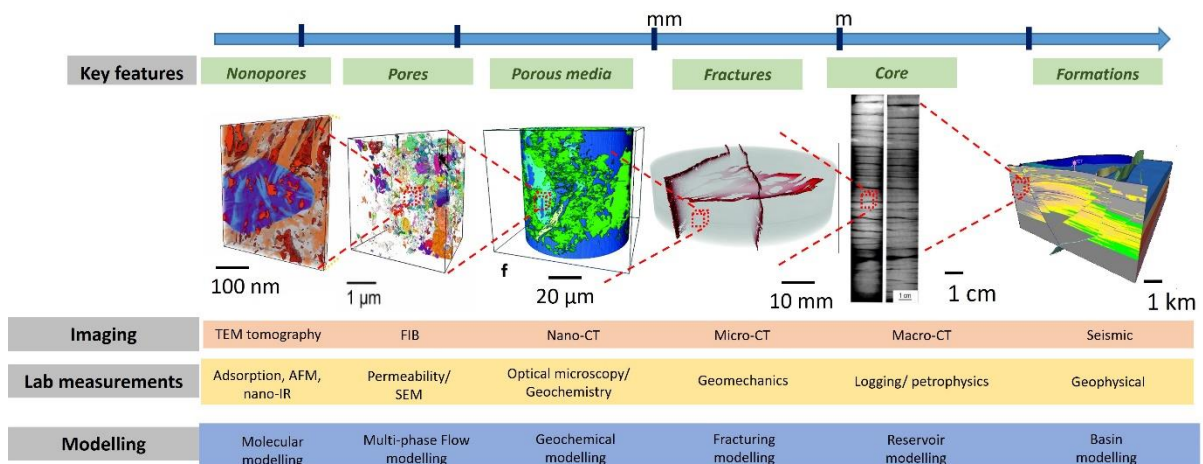 mm
m
Key features
Nonopores
Pores
Porous media
Fractures
Core
Formations
f
100 nm
1 µm
20 µm
10 mm
1 cm
1 cm
1 km
Imaging
TEM tomography
FIB
Nano-CT
Micro-CT
Macro-CT
Seismic
Lab measurements
Adsorption, AFM,
nano-IR
Permeability/
SEM
Optical microscopy/
Geochemistry
Geomechanics
Logging/ petrophysics
Geophysical
Modelling
Molecular
modelling
Multi-phase Flow
modelling
Geochemical
modelling
Fracturing modelling
Reservoir modelling
Basin
modelling